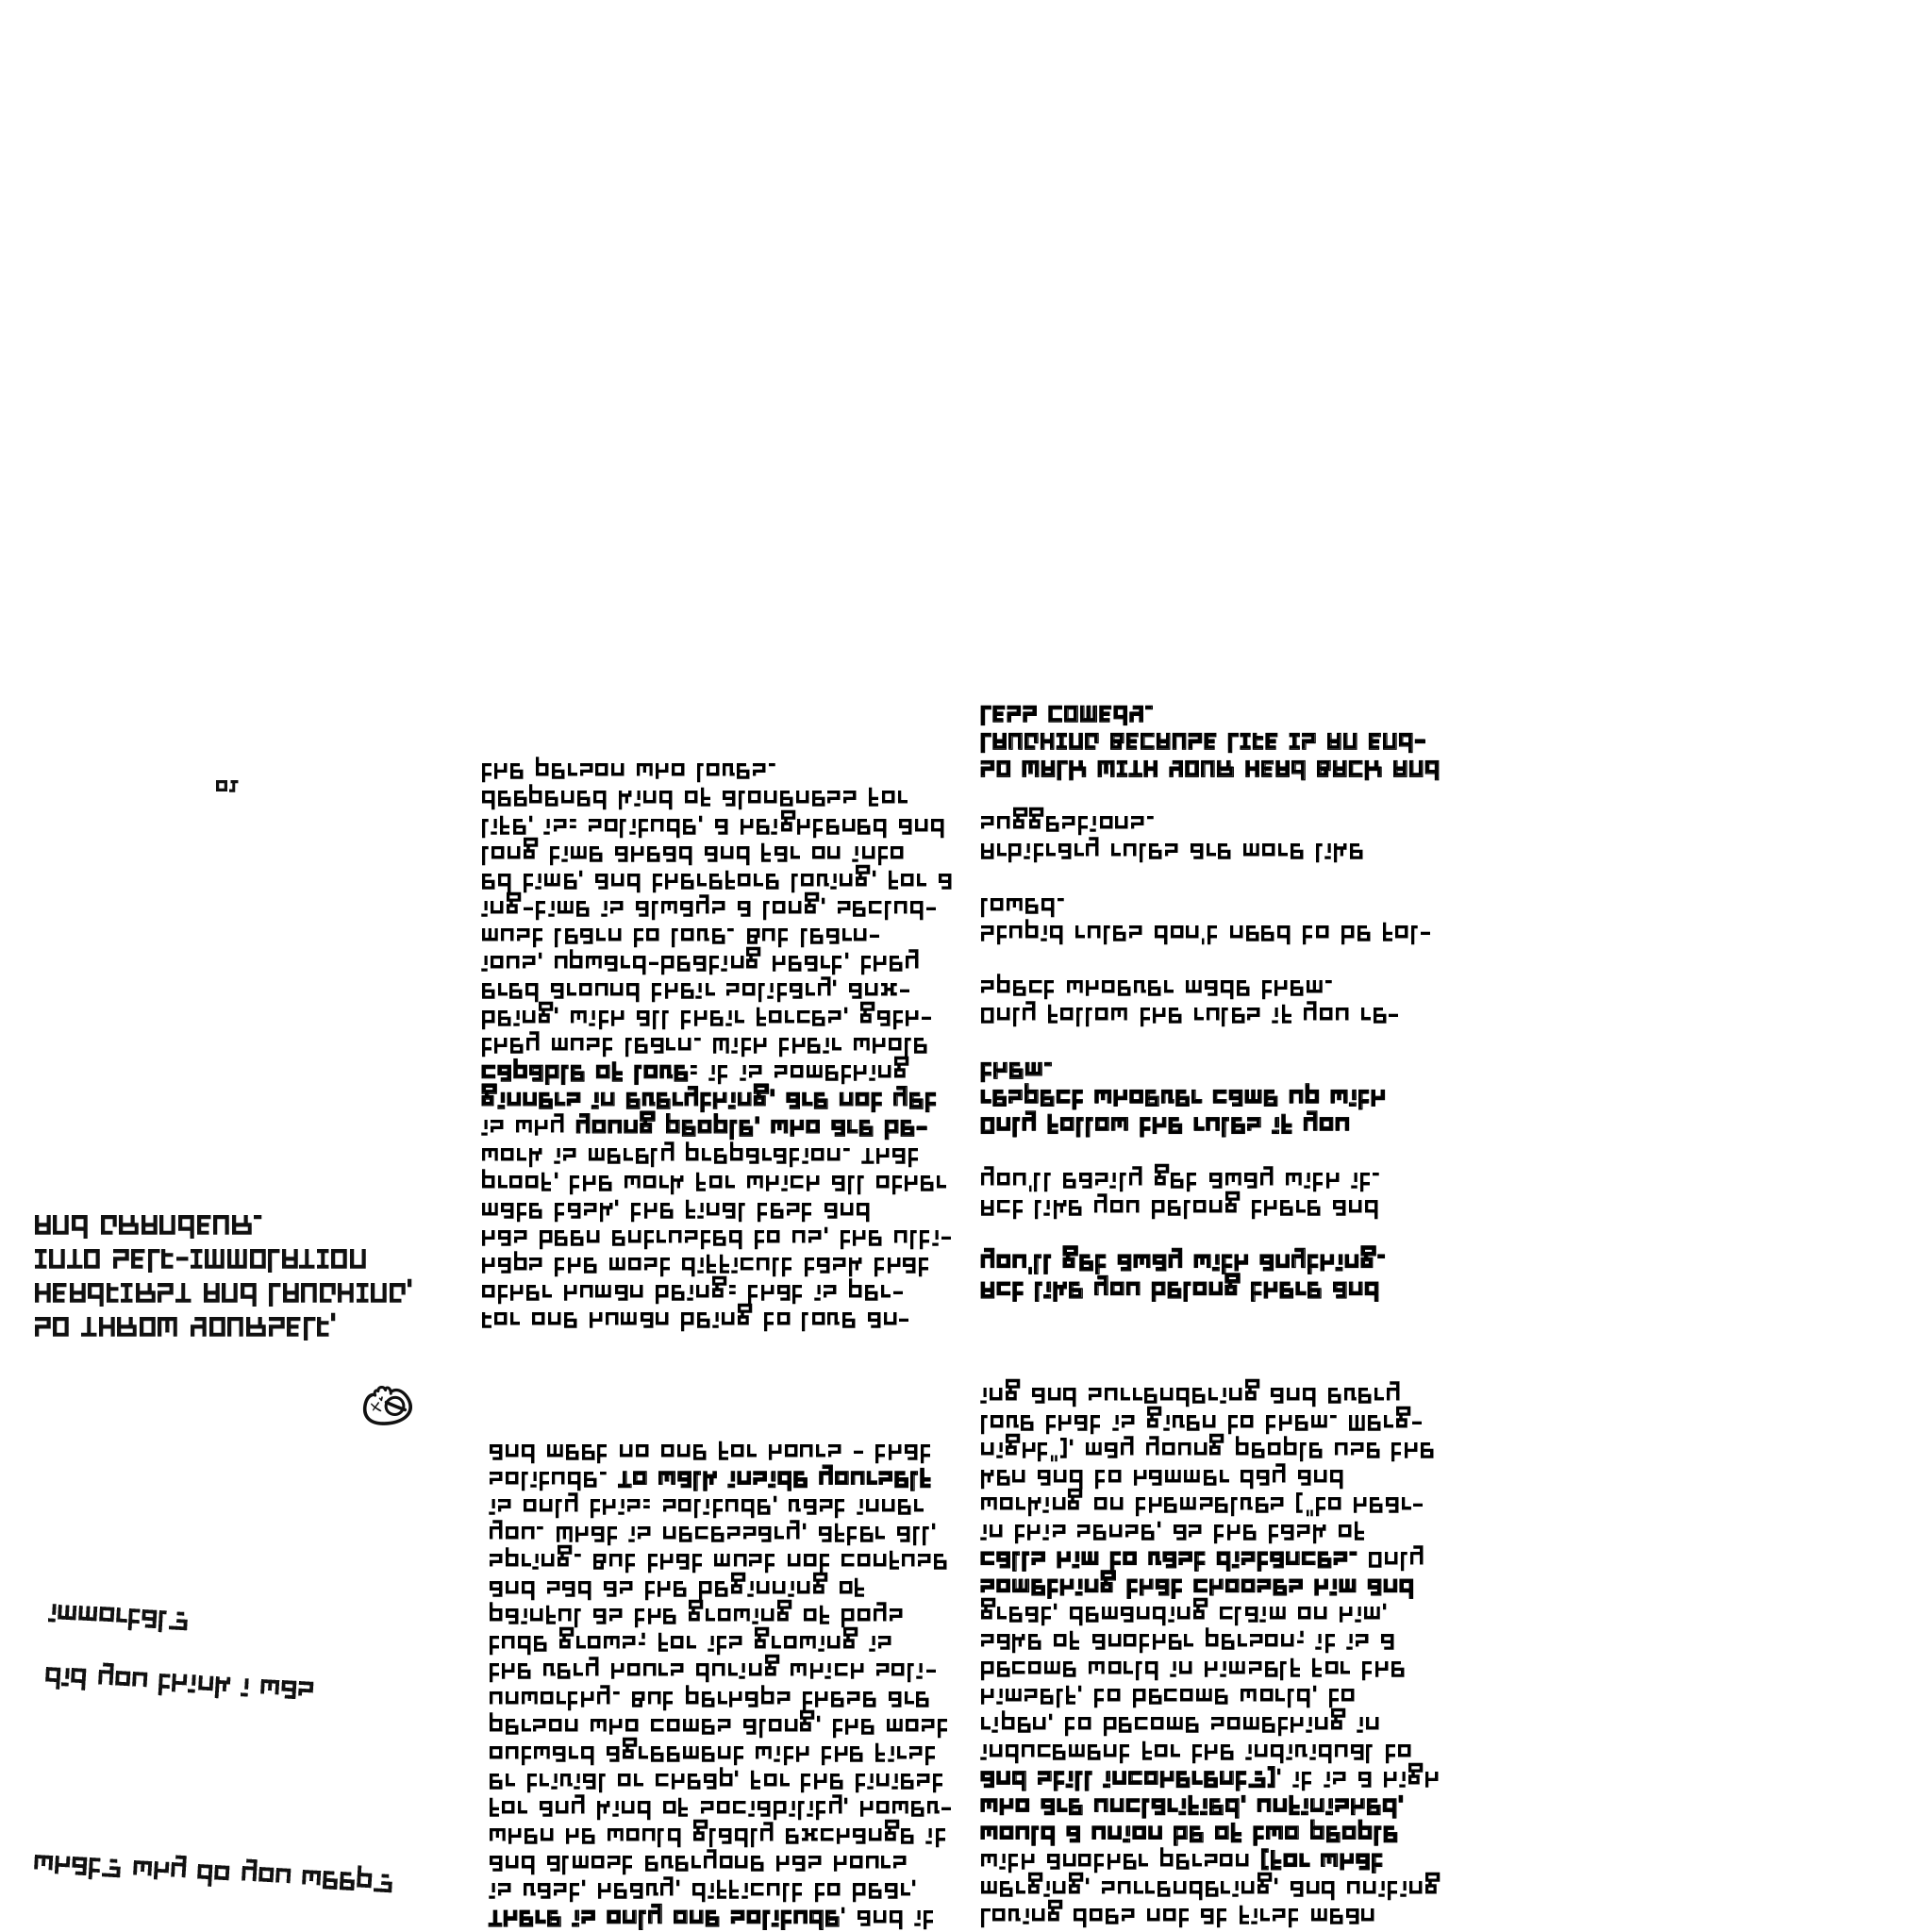 what? why do you weep?
did you think i was
immortal?
SO THROW YOURSELF,
HEADFIRST AND LAUGHING,
INTO SELF-IMMOLATION
AND GRANDEUR.
01
There is only one solitude, and it
is vast, heavy, difficult to bear,
and almost everyone has hours
when he would gladly exchange it
for any kind of sociability, howev-
er trivial or cheap, for the tiniest
outward agreement with the first
person who comes along, the most
unworthy. But perhaps these are
the very hours during which soli-
tude grows; for its growing is
painful as the growing of boys
and sad as the beginning of
spring. But that must not confuse
you. What is necessary, after all,
is only this: solitude, vast inner
solitude. To walk inside yourself
and meet no one for hours – that
for one human being to love an-
other human being: that is per-
haps the most difficult task that
has been entrusted to us, the ulti-
mate task, the final test and
proof, the work for which all other
work is merely preparation. That
is why young people, who are be-
ginners in everything, are not yet
capable of love: it is something
they must learn. With their whole
being, with all their forces, gath-
ered around their solitary, anx-
ious, upward-beating heart, they
must learn to love. But learn-
ing-time is always a long, seclud-
ed time, and therefore loving, for a
long time ahead and far on into
life, is: solitude, a heightened and
deepened kind of aloneness for
the person who loves.
loving does not at first mean
merging, surrendering, and uniting
with another person (for what
would a union be of two people
who are unclarified, unfinished,
and still incoherent?), it is a high
inducement for the individual to
ripen, to become something in
himself, to become world, to
become world in himself for the
sake of another person; it is a
great, demanding claim on him,
something that chooses him and
calls him to vast distances. Only
in this sense, as the task of
working on themselves („to hear-
ken and to hammer day and
night“), may young people use the
love that is given to them. Merg-
ing and surrendering and every
Act like you belong there and
you'll get away with anything.
Act like you belong there and
you'll easily get away with it.
Only follow the rules if you
respect whoever came up with
them.
Only follow the rules if you re-
spect whoever made them.
Stupid rules don't need to be fol-
lowed.
Arbitrary rules are more like
suggestions.
SO WALK WITH YOUR HEAD BACK AND
LAUGHING BECAUSE LIFE IS AN END-
LESS COMEDY.